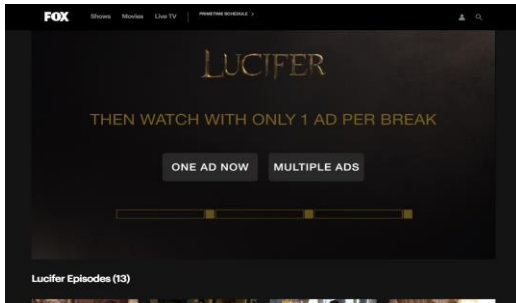 FOX Shows Movies Live TV PRIMETIME SCHEDULE >
LUCIFER
THEN WATCH WITH ONLY 1 AD PER BREAK
ONE AD NOW MULTIPLE ADS
Lucifer Episodes (13)